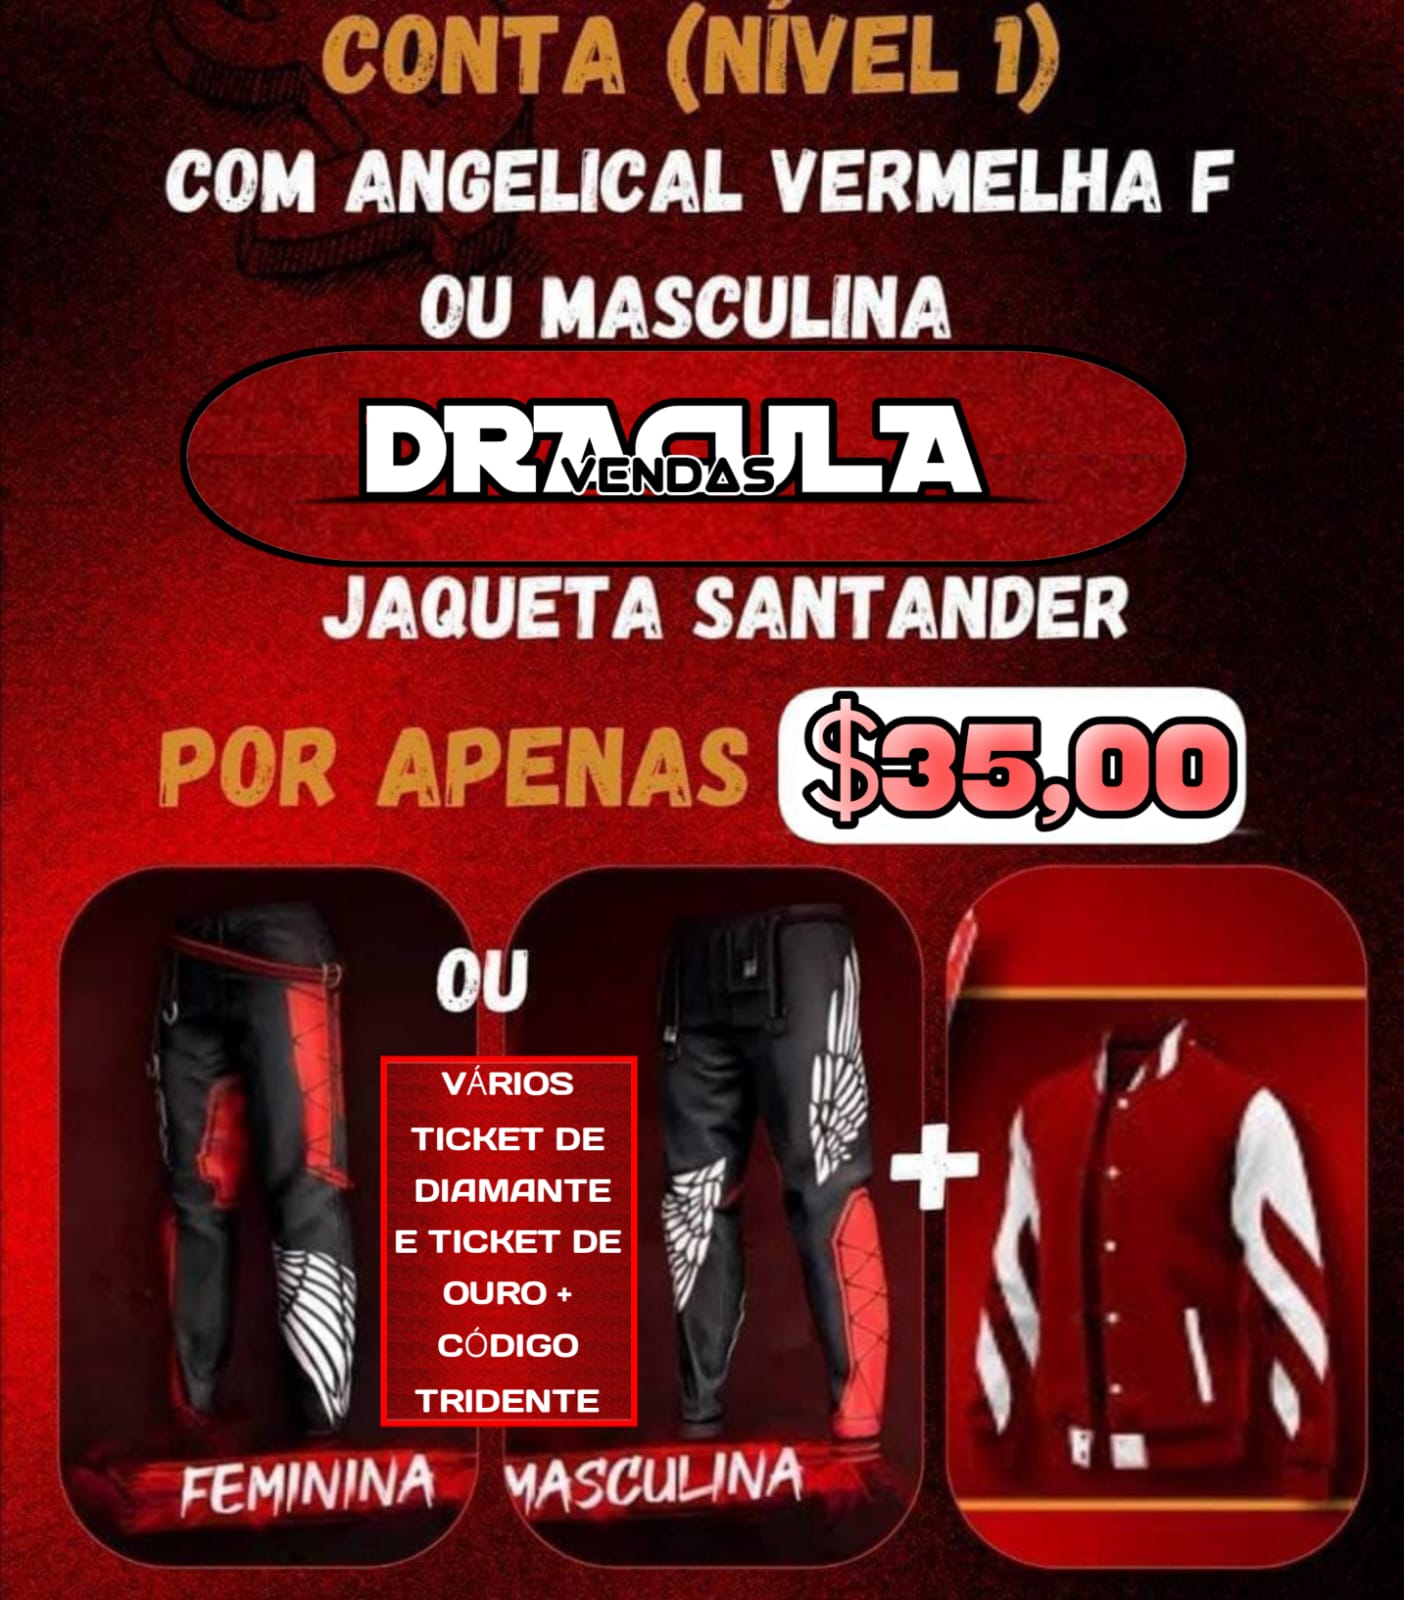 CONTA (NÍVEL 1)
COM ANGELICAL VERMELHA F
OU MASCULINA
DRACULA
VENDAS
JAQUETA SANTANDER
POR APENAS $35,00
OU
VÁRIOS
TICKET DE
DIAMANTE
E TICKET DE
OURO +
CÓDIGO
TRIDENTE
+
FEMININA
MASCULINA